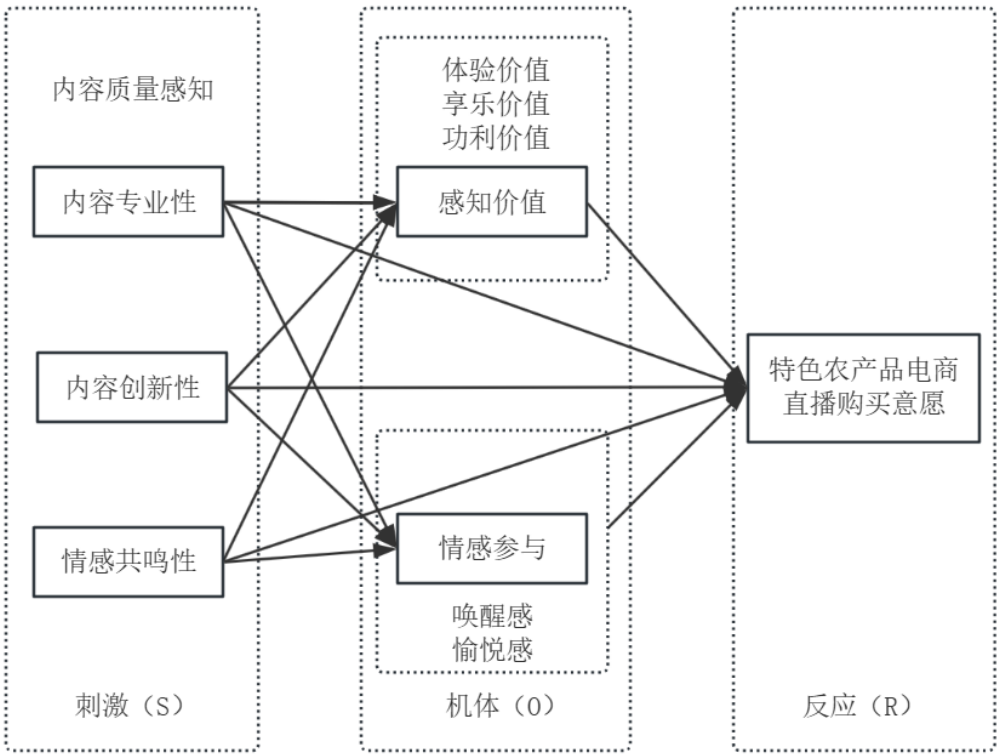 内容质量感知
内容专业性
内容创新性
情感共鸣性
刺激（S）
体验价值
享乐价值
功利价值
感知价值
情感参与
唤醒感
愉悦感
机体（O）
特色农产品电商
直播购买意愿
反应（R）